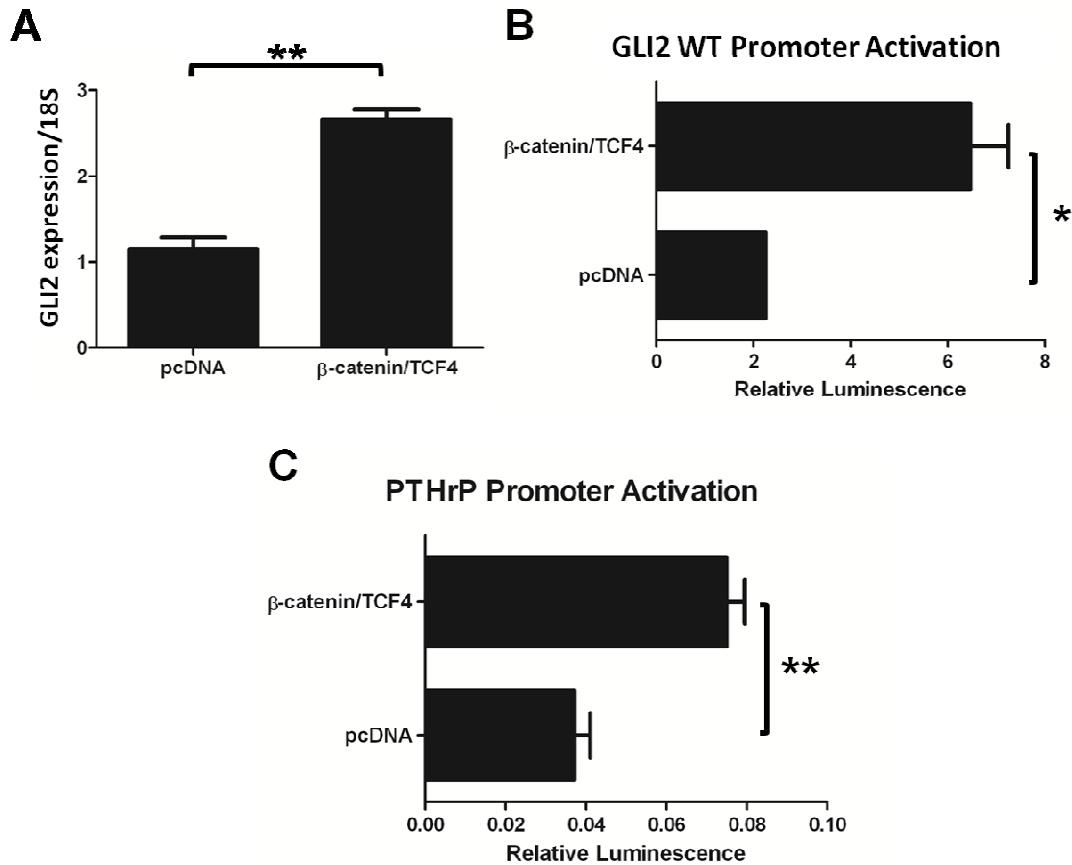 A
**
GLI2 expression/18S
3
2
1
0
pcDNA
β-catenin/TCF4
B
GLI2 WT Promoter Activation
β-catenin/TCF4
pcDNA
*
0 2 4 6 8
Relative Luminescence
C
PTHrP Promoter Activation
β-catenin/TCF4
pcDNA
**
0.00 0.02 0.04 0.06 0.08 0.10
Relative Luminescence